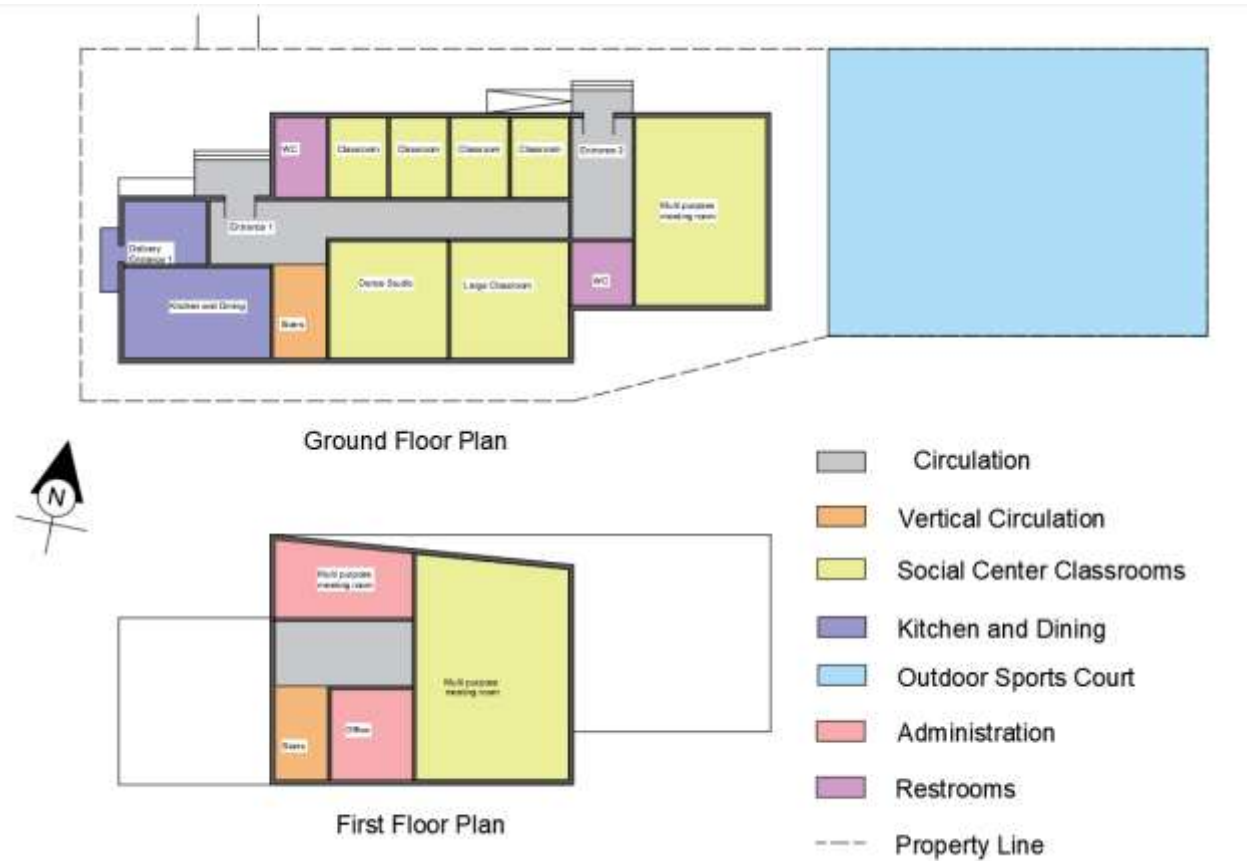 WC
Classroom
Classroom
Classroom
Classroom
Entrance 2
Multi purpose
meeting room
Entrance 1
Delivery
Entrance 1
Kitchen and Dining
Stairs
Dance Studio
Large Classroom
WC
Ground Floor Plan
N
Multi purpose
meeting room
Multi purpose
meeting room
Stairs
Office
First Floor Plan
Circulation
Vertical Circulation
Social Center Classrooms
Kitchen and Dining
Outdoor Sports Court
Administration
Restrooms
Property Line